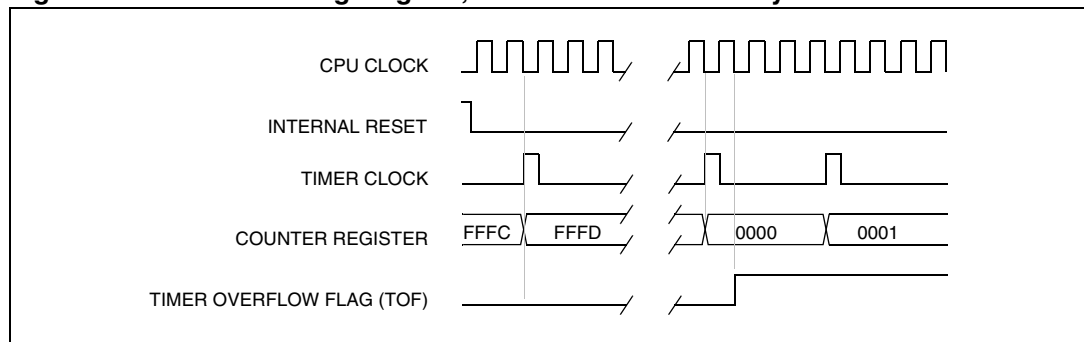 CPU CLOCK
INTERNAL RESET
TIMER CLOCK
COUNTER REGISTER FFFC FFFD 0000 0001
TIMER OVERFLOW FLAG (TOF)